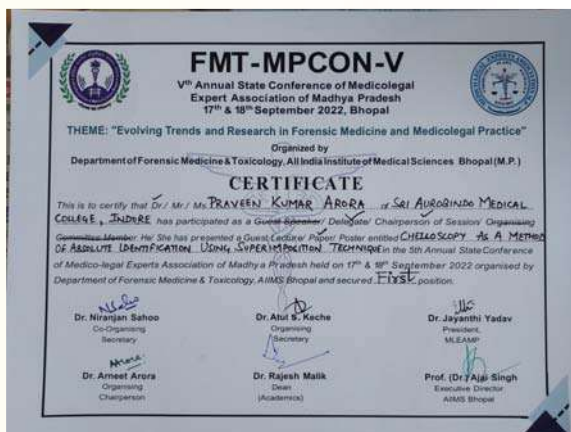 FMT-MPCON-V
Vth Annual State Conference of Medicolegal
Expert Association of Madhya Pradesh
17th & 18th September 2022, Bhopal
THEME: "Evolving Trends and Research in Forensic Medicine and Medicolegal Practice"
Organized by
Department of Forensic Medicine & Toxicology, All India Institute of Medical Sciences Bhopal (M.P.)
CERTIFICATE
This is to certify that Dr/ Mr./ Ms. PRAVEEN KUMAR ARORA of SRI AUROBINDO MEDICAL
COLLEGE, INDORE has participated as a Guest Speaker/ Delegate/ Chairperson of Session/ Organising
Committee Member. He/ She has presented a Guest Lecture/ Paper/ Poster entitled CHEILOSCOPY AS A METHOD
OF ABSOLUTE IDENTIFICATION USING SUPERIMPOLITION TECHNIQUE in the 5th Annual State Conference
of Medico-legal Experts Association of Madhya Pradesh held on 17th & 18th September 2022 organised by
Department of Forensic Medicine & Toxicology, AIIMS Bhopal and secured First position.
Dr. Niranjan Sahoo Dr. Atul S. Keche Dr. Jayanthi Yadav
Co-Organising Organising President,
Secretary Secretary MLEAMP
Dr. Arneet Arora Dr. Rajesh Malik Prof. (Dr.) Ajai Singh
Organising Dean Executive Director
Chairperson (Academics) AIIMS Bhopal